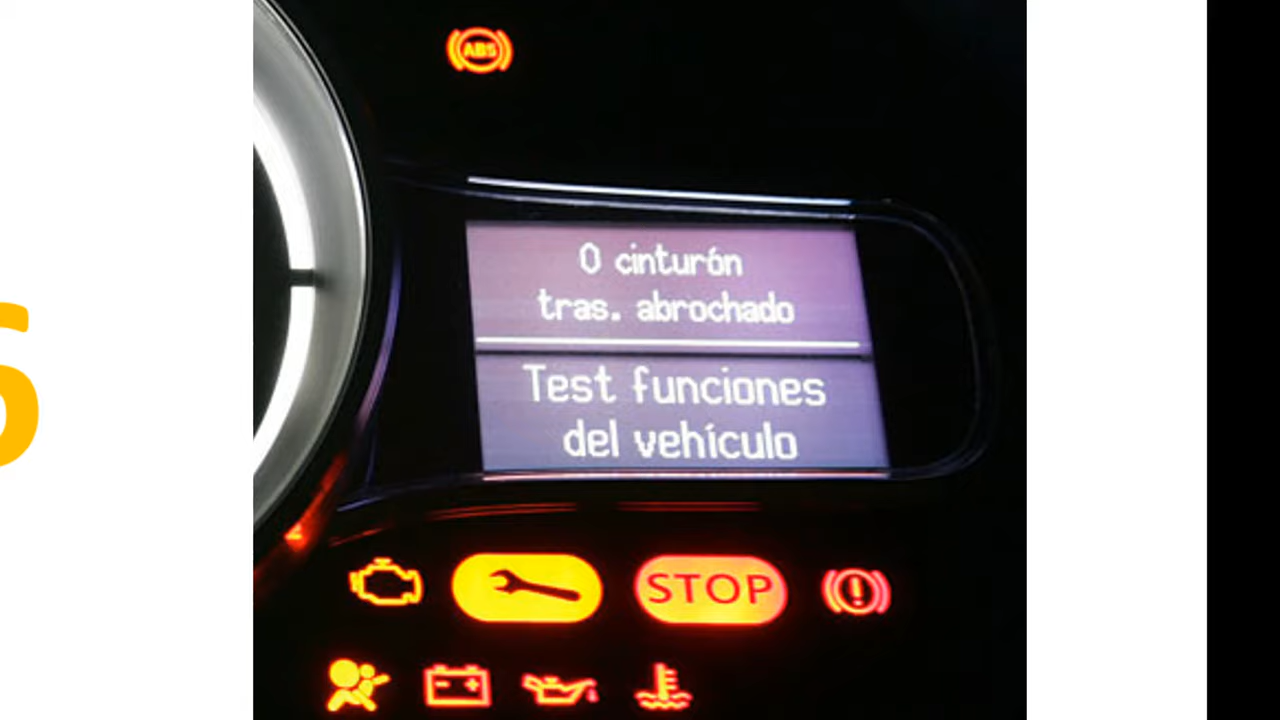 ABS
0 cinturón
tras. abrochado
Test funciones
del vehículo
STOP